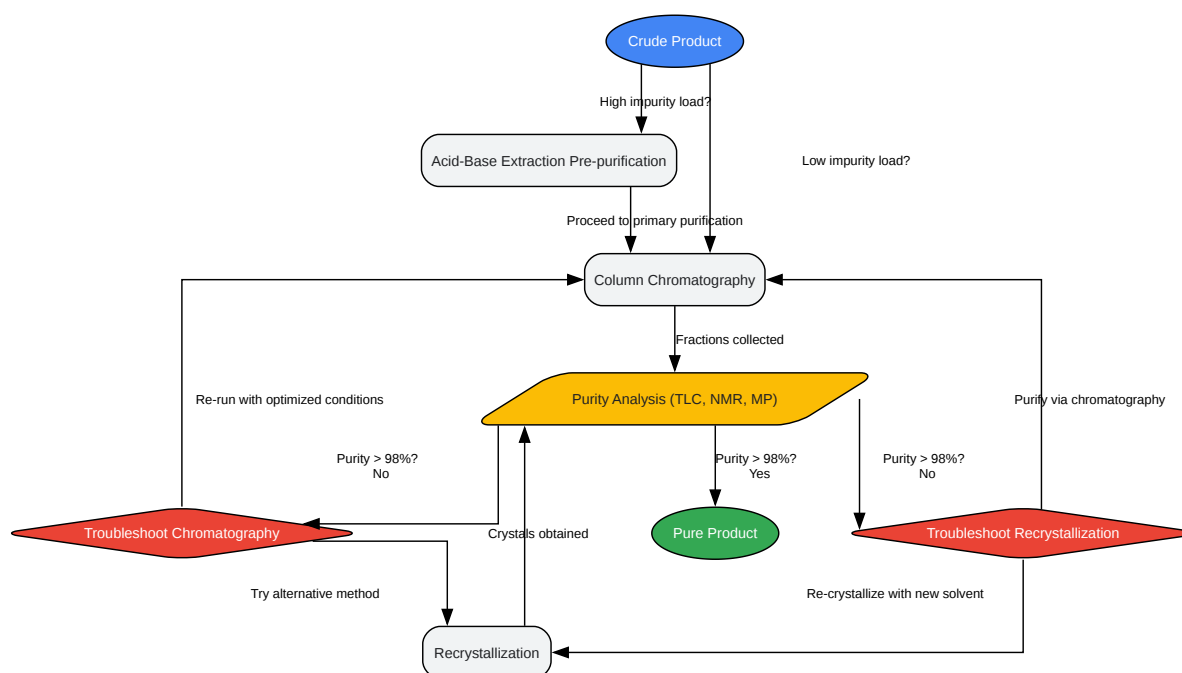 Crude Product
High impurity load?
Acid-Base Extraction Pre-purification
Low impurity load?
Proceed to primary purification
Column Chromatography
Fractions collected
Re-run with optimized conditions
Purity Analysis (TLC, NMR, MP)
Purify via chromatography
Purity > 98%?
No
Purity > 98%?
Yes
Purity > 98%?
No
Troubleshoot Chromatography
Crystals obtained
Pure Product
Troubleshoot Recrystallization
Try alternative method
Re-crystallize with new solvent
Recrystallization